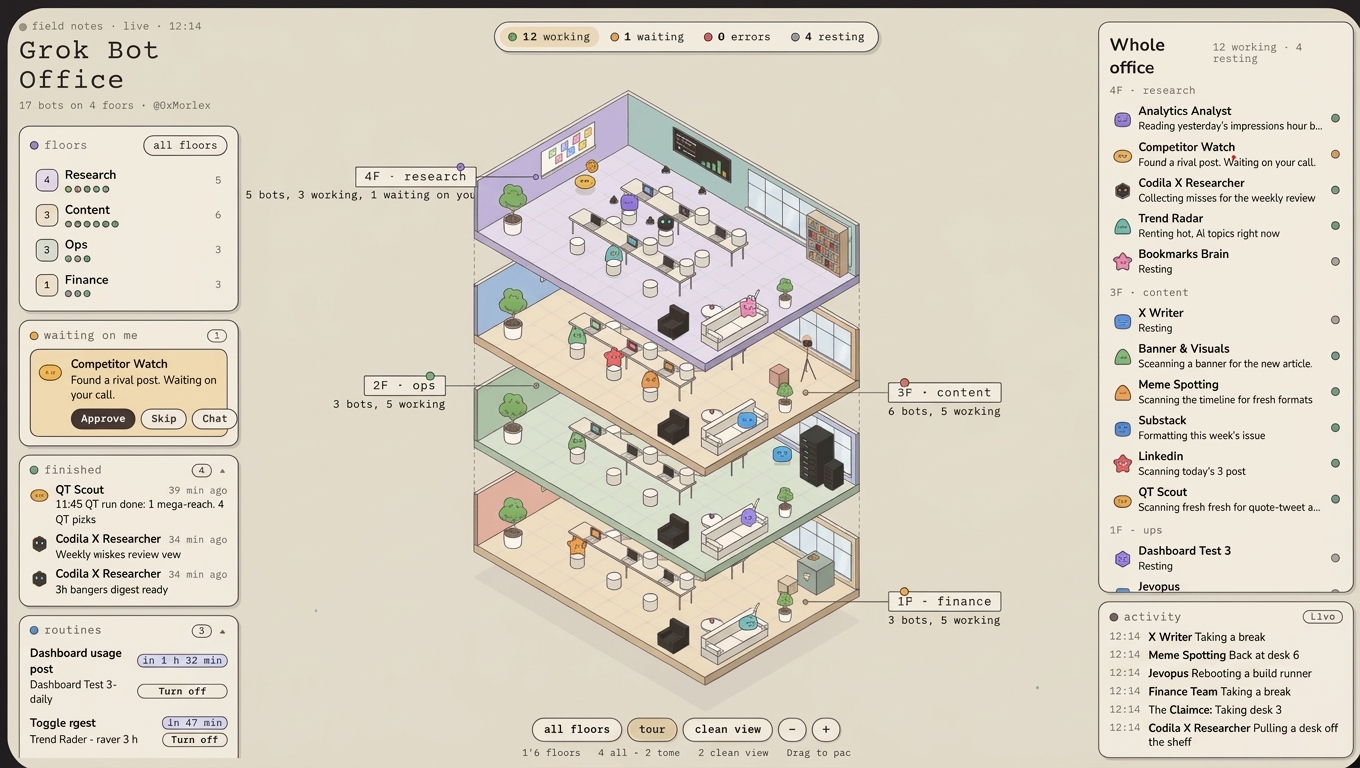 field notes · live · 12:14
Grok Bot
Office
17 bots on 4 foors · @0xMorlex
floors
all floors
4
Research
5
3
Content
6
3
Ops
3
1
Finance
3
waiting on me
1
Competitor Watch
Found a rival post. Waiting on
your call.
Approve
Skip
Chat
finished
4
QT Scout
39 min ago
11:45 QT run done: 1 mega-reach. 4
QT pizks
Codila X Researcher
34 min ago
Weekly wiskes review vew
Codila X Researcher
34 min ago
3h bangers digest ready
routines
3
Dashboard usage
post
in 1 h 32 min
Dashboard Test 3-
daily
Turn off
Toggle rgest
in 47 min
Trend Rader - raver 3 h
Turn off
12 working
1 waiting
0 errors
4 resting
4F · research
5 bots, 3 working, 1 waiting on you
2F · ops
3 bots, 5 working
3F · content
6 bots, 5 working
1F - finance
3 bots, 5 working
all floors
tour
clean view
−
+
1'6 floors
4 all - 2 tome
2 clean view
Drag to pac
Whole
office
12 working · 4
resting
4F · research
Analytics Analyst
Reading yesterday's impressions hour b...
Competitor Watch
Found a rival post. Waiting on your call.
Codila X Researcher
Collecting misses for the weekly review
Trend Radar
Renting hot, Al topics right now
Bookmarks Brain
Resting
3F · content
X Writer
Resting
Banner & Visuals
Sceanning a banner for the new article.
Meme Spotting
Scanning the timeline for fresh formats
Substack
Formatting this week's issue
Linkedin
Scanning today's 3 post
QT Scout
Scanning fresh fresh for quote-tweet a...
1F - ups
Dashboard Test 3
Resting
Jevopus
activity
Llvo
12:14 X Writer Taking a break
12:14 Meme Spotting Back at desk 6
12:14 Jevopus Rebooting a build runner
12:14 Finance Team Taking a break
12:14 The Claimce: Taking desk 3
12:14 Codila X Researcher Pulling a desk off
the sheff